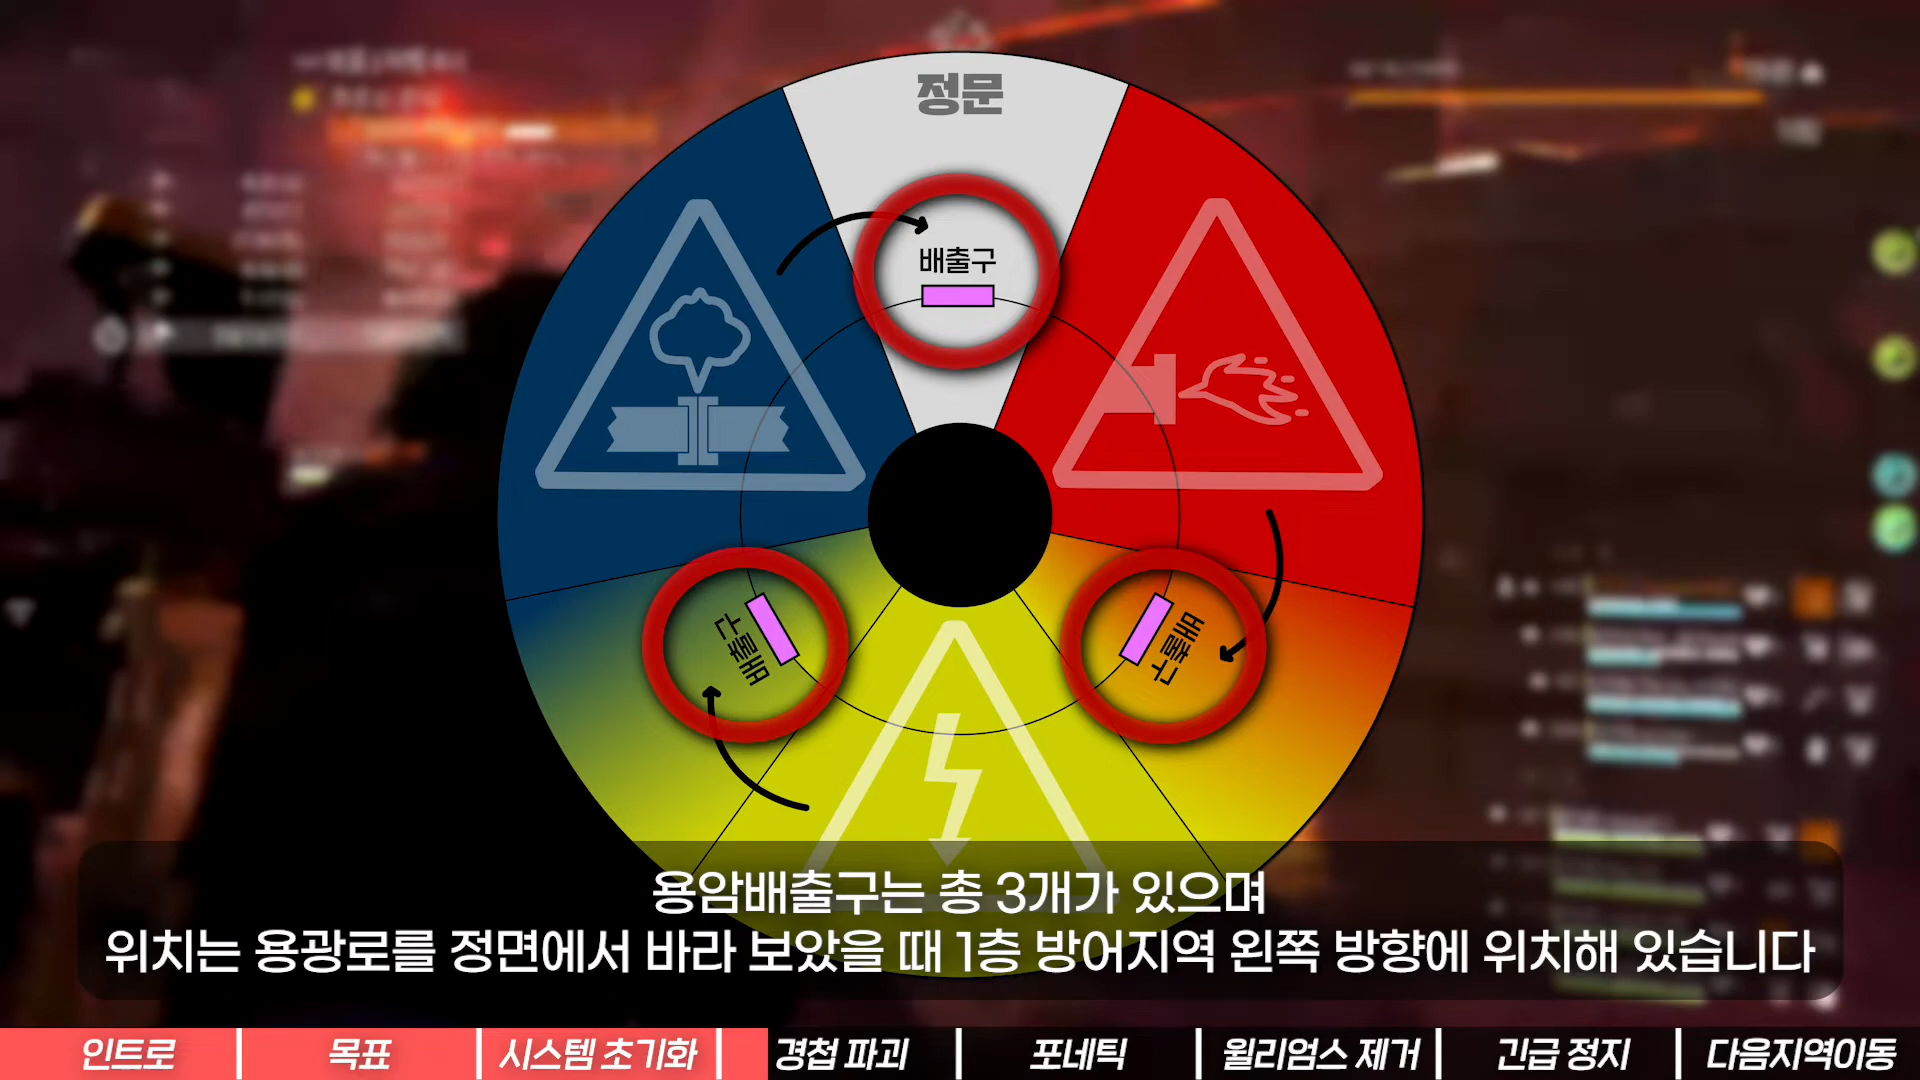 정문
배출구
배출구
배출구
용암배출구는 총 3개가 있으며
위치는 용광로를 정면에서 바라 보았을 때 1층 방어지역 왼쪽 방향에 위치해 있습니다
인트로
목표
시스템 초기화
경첩 파괴
포네틱
윌리엄스 제거
긴급 정지
다음지역이동